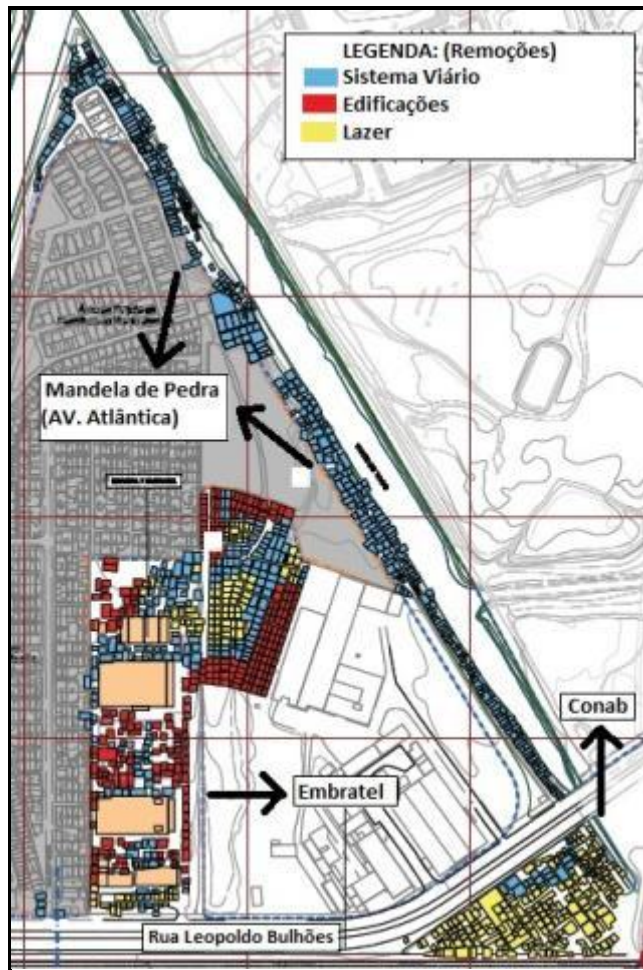 LEGENDA: (Remoções)
Sistema Viário
Edificações
Lazer
Mandela de Pedra
(AV. Atlântica)
Conab
Embratel
Rua Leopoldo Bulhões